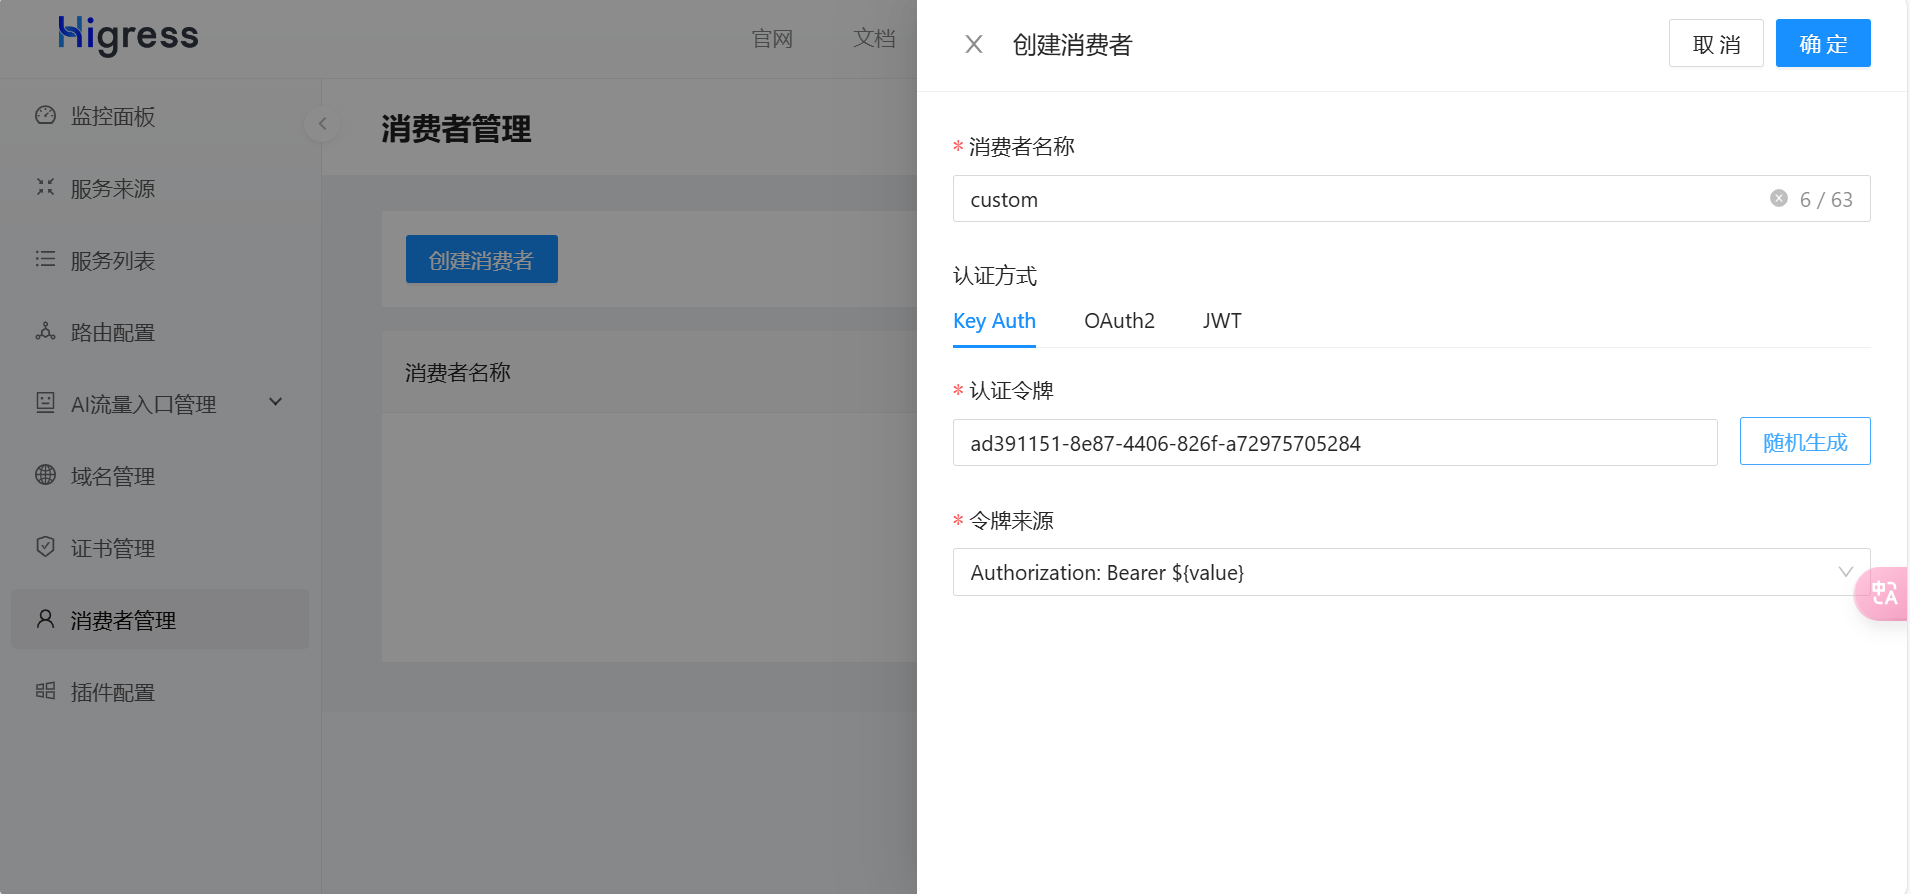 Higress
官网
文档
监控面板
服务来源
服务列表
路由配置
AI流量入口管理
域名管理
证书管理
消费者管理
插件配置
消费者管理
创建消费者
消费者名称
创建消费者
取 消
确 定
* 消费者名称
custom
6 / 63
认证方式
Key Auth
OAuth2
JWT
* 认证令牌
ad391151-8e87-4406-826f-a72975705284
随机生成
* 令牌来源
Authorization: Bearer ${value}
中A